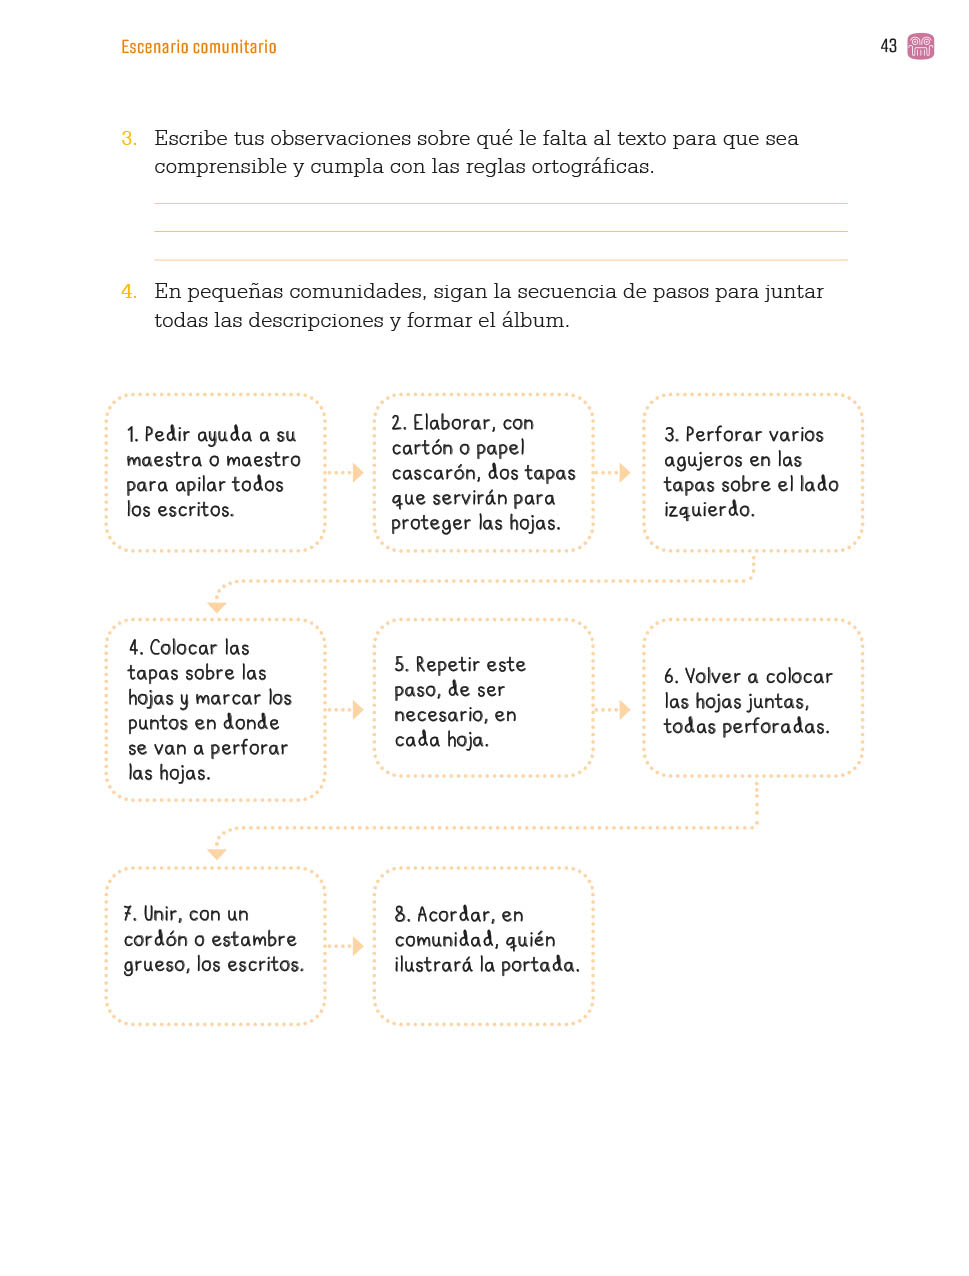 Escenario comunitario
43
3. Escribe tus observaciones sobre qué le falta al texto para que sea
comprensible y cumpla con las reglas ortográficas.
4. En pequeñas comunidades, sigan la secuencia de pasos para juntar
todas las descripciones y formar el álbum.
1. Pedir ayuda a su
maestra o maestro
para apilar todos
los escritos.
2. Elaborar, con
cartón o papel
cascarón, dos tapas
que servirán para
proteger las hojas.
3. Perforar varios
agujeros en las
tapas sobre el lado
izquierdo.
4. Colocar las
tapas sobre las
hojas y marcar los
puntos en donde
se van a perforar
las hojas.
5. Repetir este
paso, de ser
necesario, en
cada hoja.
6. Volver a colocar
las hojas juntas,
todas perforadas.
7. Unir, con un
cordón o estambre
grueso, los escritos.
8. Acordar, en
comunidad, quién
ilustrará la portada.